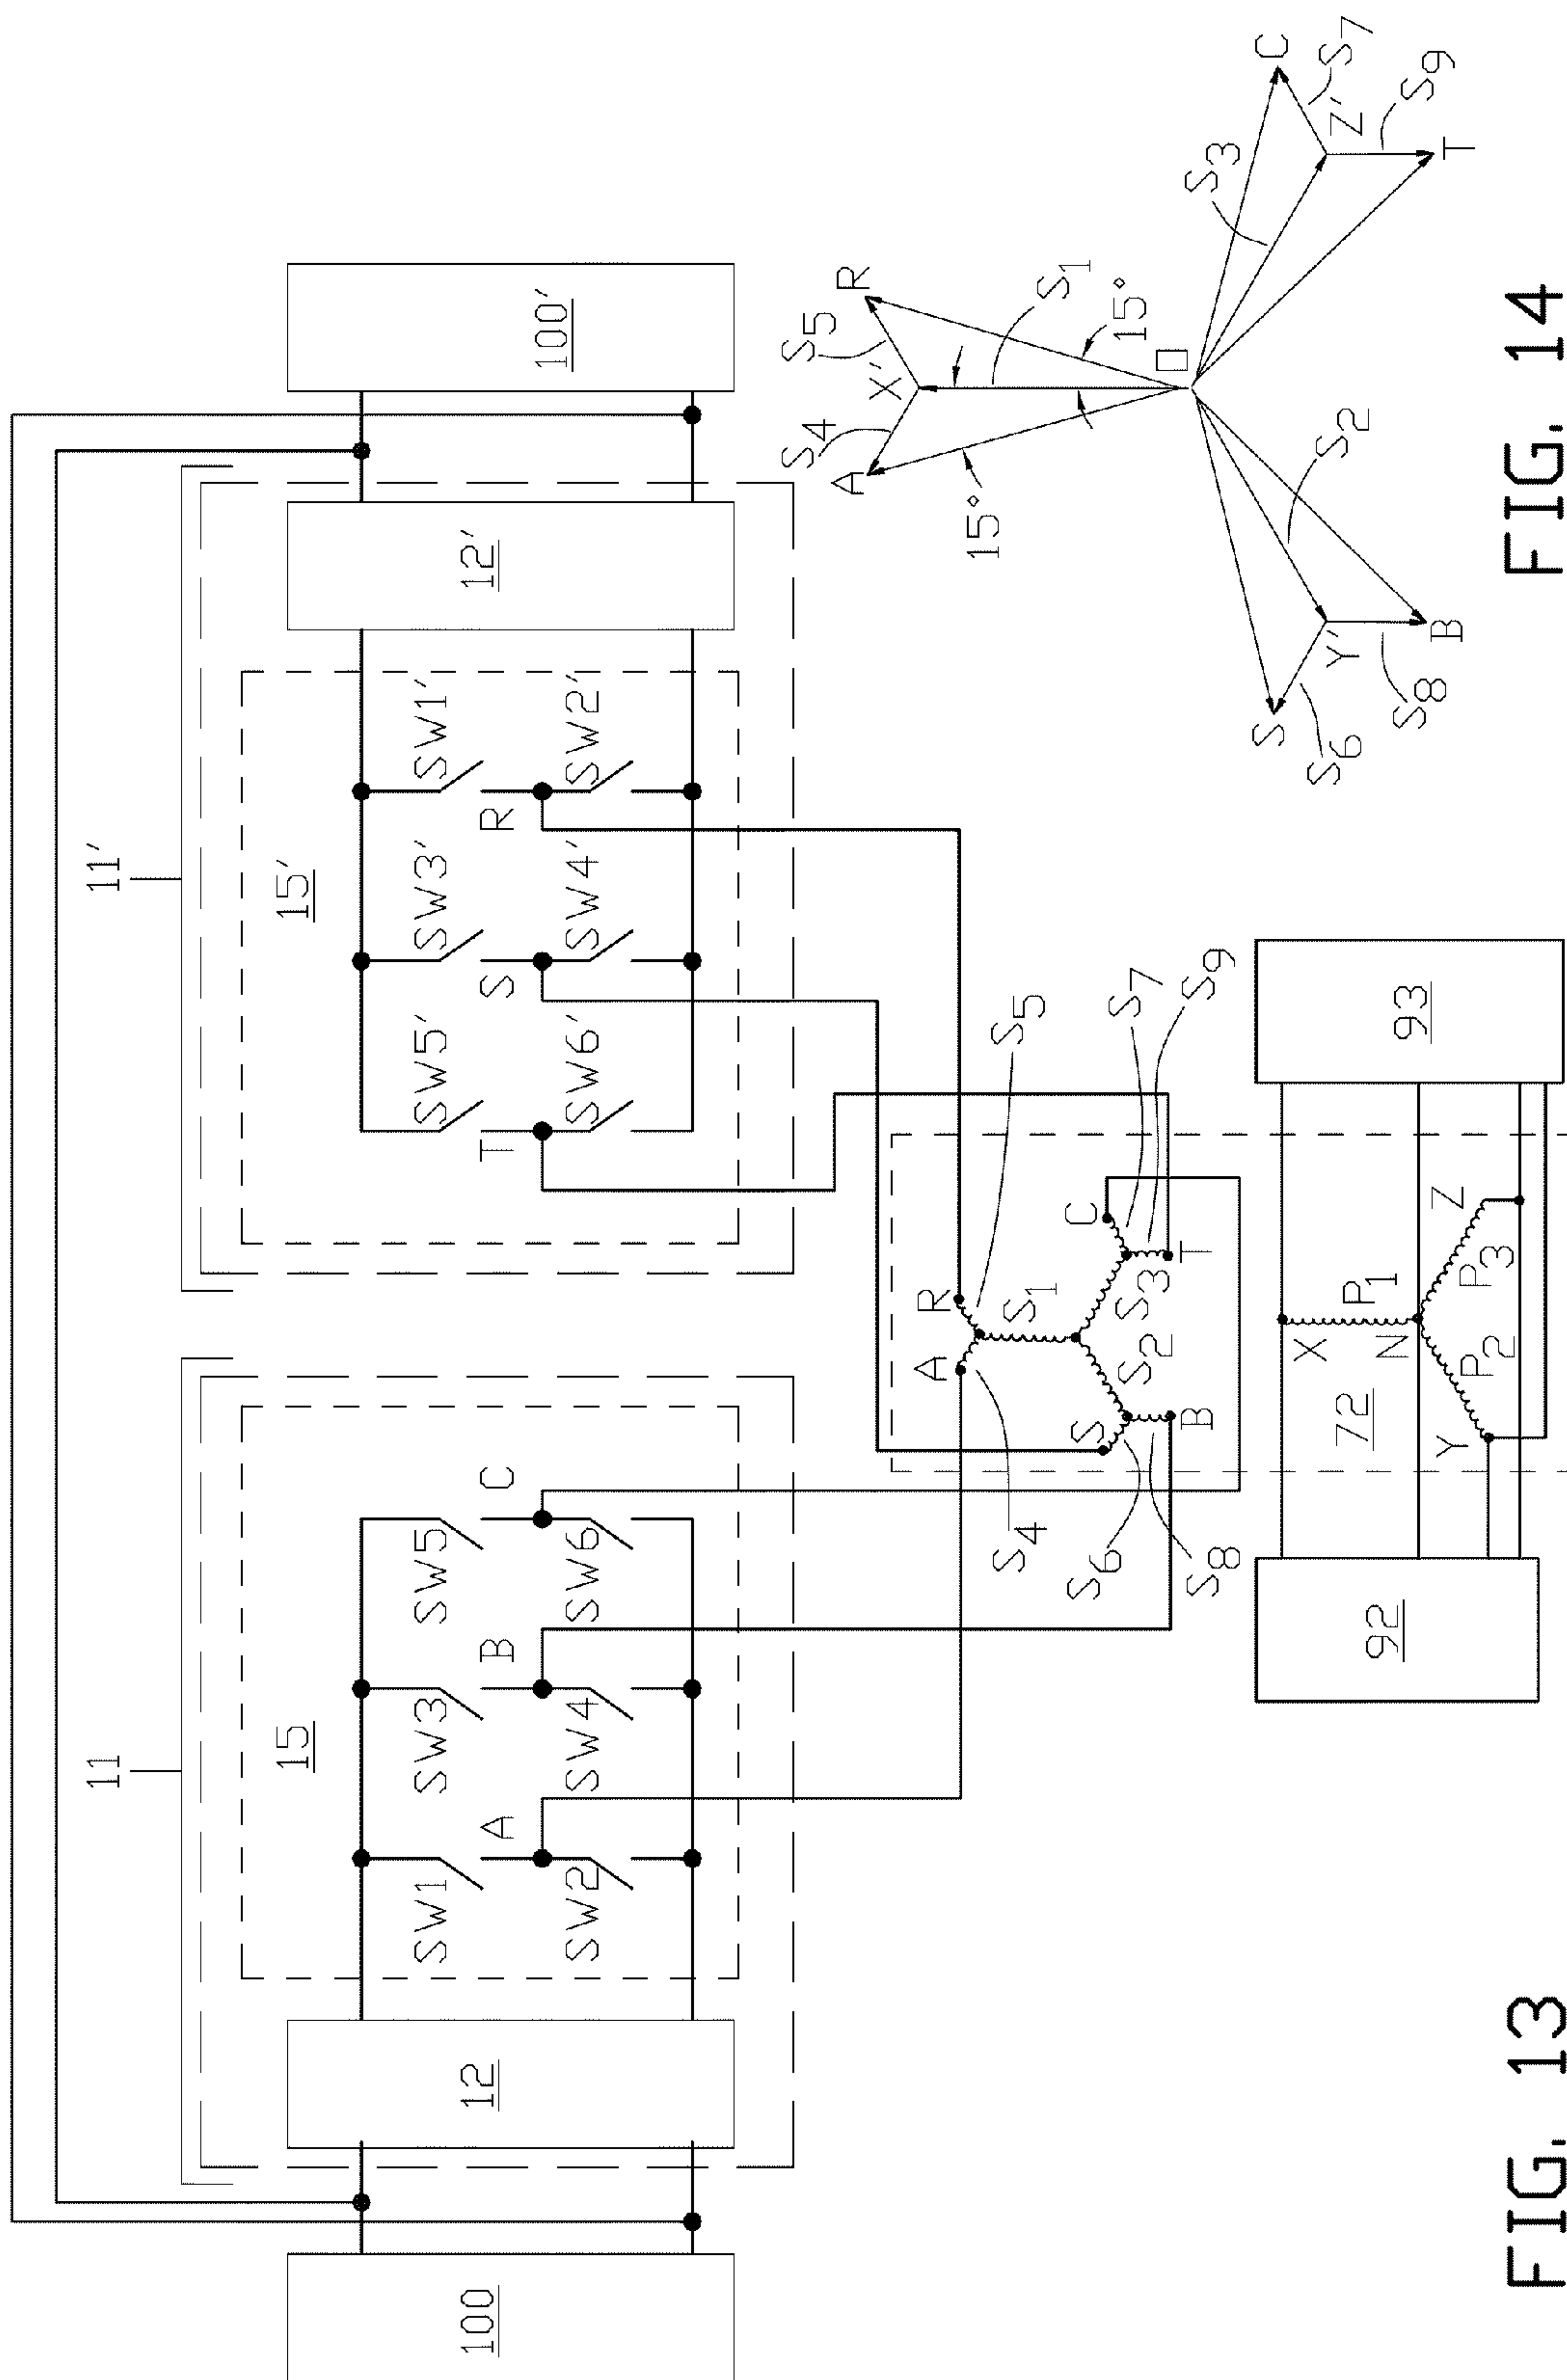 11
11'
100
12
15
SW1
SW3
SW5
A
B
C
SW2
SW4
SW6
15'
SW5'
SW3'
SW1'
T
S
R
SW6'
SW4'
SW2'
12'
100'
A
R
S4
S5
S1
S
C
S2
S3
S6
S7
S8
S9
B
T
92
72
X
P1
N
Y
P2
P3
Z
93
FIG. 13
A
R
S4
X'
S5
15°
S1
15°
O
S
S3
C
S6
Y'
S2
Z'
S7
S8
B
T
S9
FIG. 14